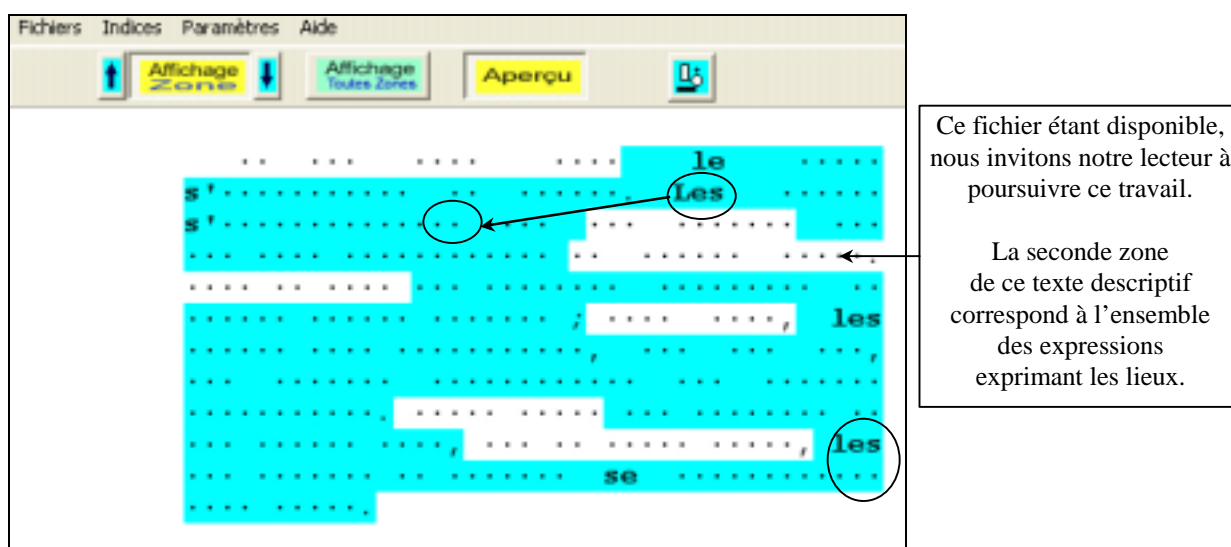 Fichiers Indices Paramètres Aide
Affichage Zone
Affichage Toutes Zones
Aperçu
le
s' . Les
s'
.
; , les
, ,
.
, , les
se
.
Ce fichier étant disponible,
nous invitons notre lecteur à
poursuivre ce travail.
La seconde zone
de ce texte descriptif
correspond à l'ensemble
des expressions
exprimant les lieux.